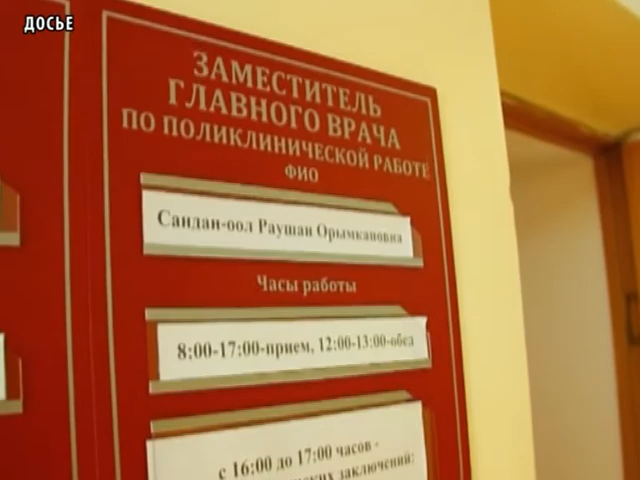 ДОСЬЕ
ЗАМЕСТИТЕЛЬ
ГЛАВНОГО ВРАЧА
ПО ПОЛИКЛИНИЧЕСКОЙ РАБОТЕ
ФИО
Сандан-оол Раушан Орымкановна
Часы работы
8:00-17:00-прием, 12:00-13:00-обед
с 16:00 до 17:00 часов -
заключений: